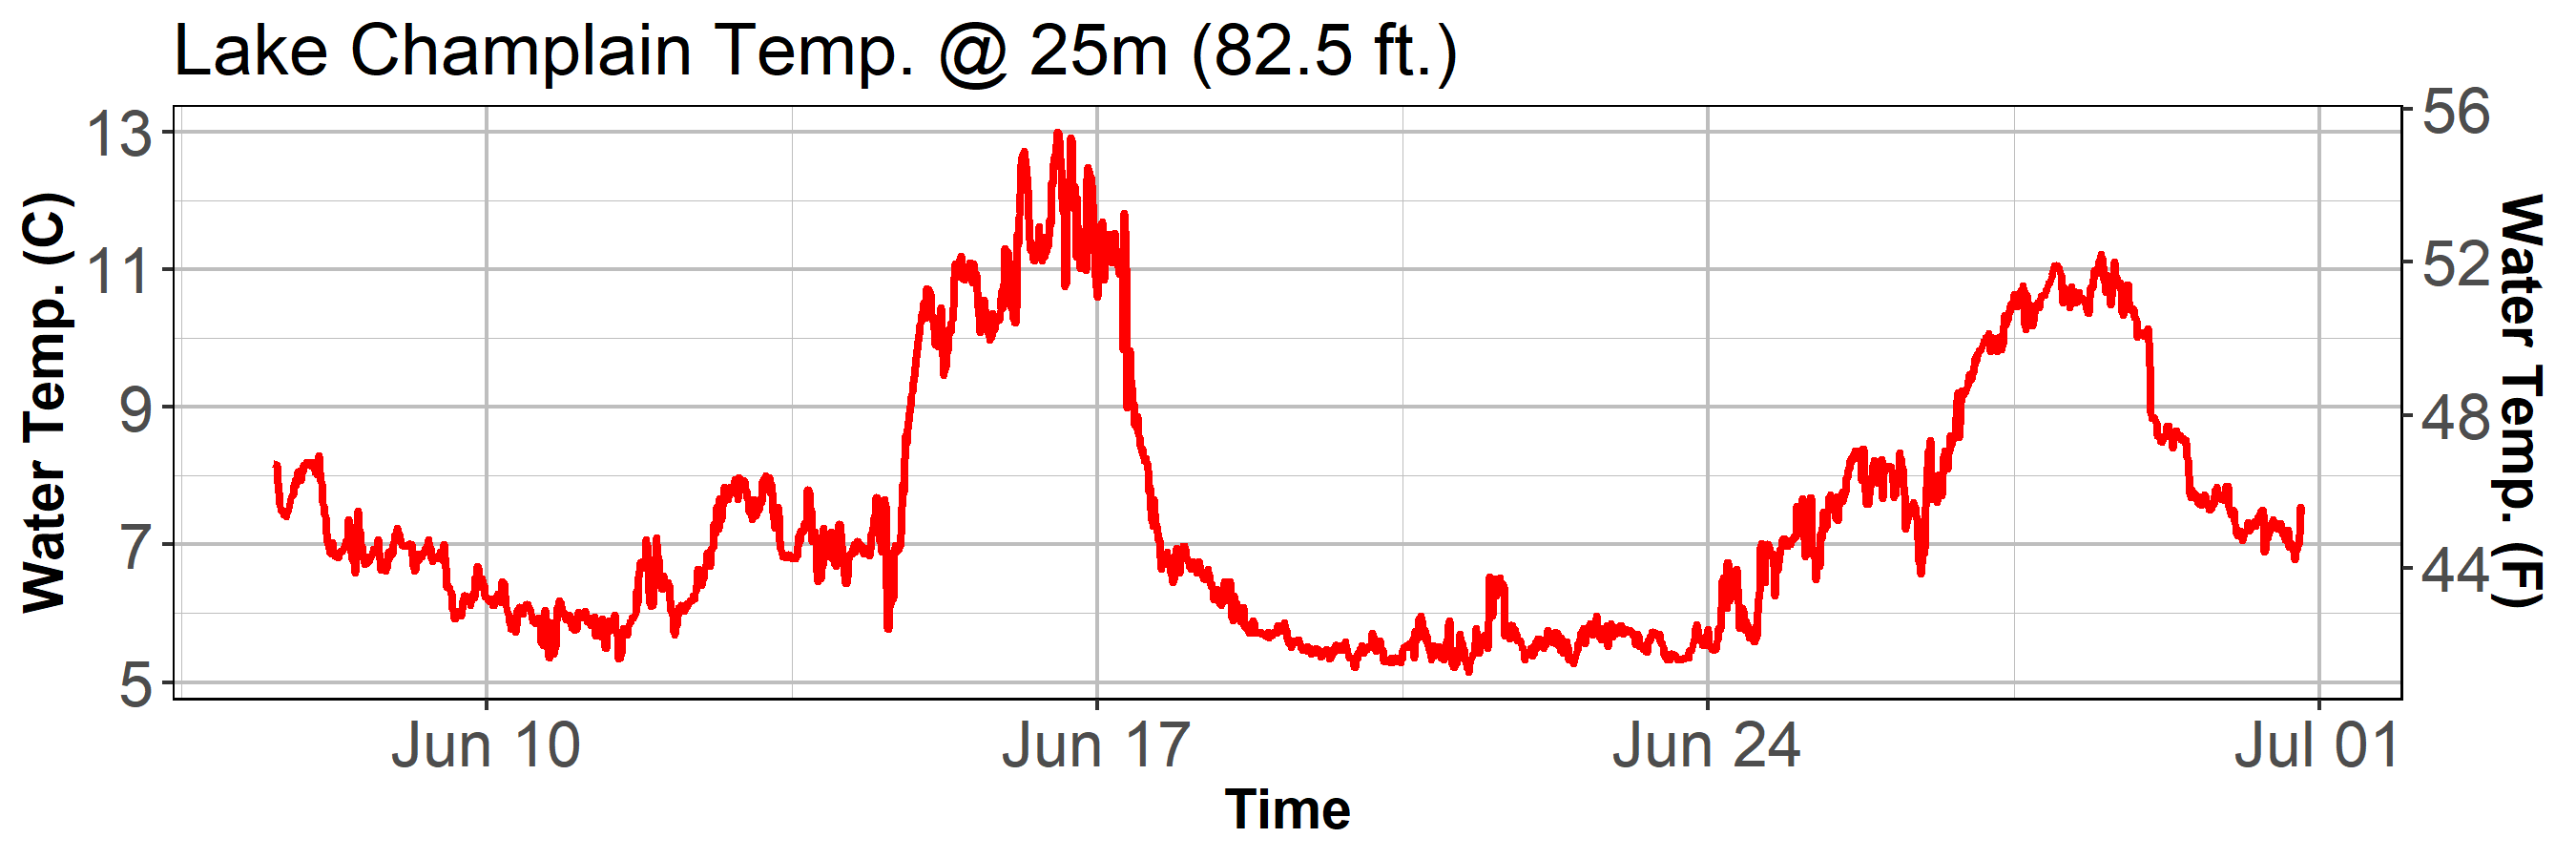 Lake Champlain Temp. @ 25m (82.5 ft.)
Water Temp. (C)
13
11
9
7
5
56
52
48
44
Water Temp. (F)
Jun 10
Jun 17
Jun 24
Jul 01
Time